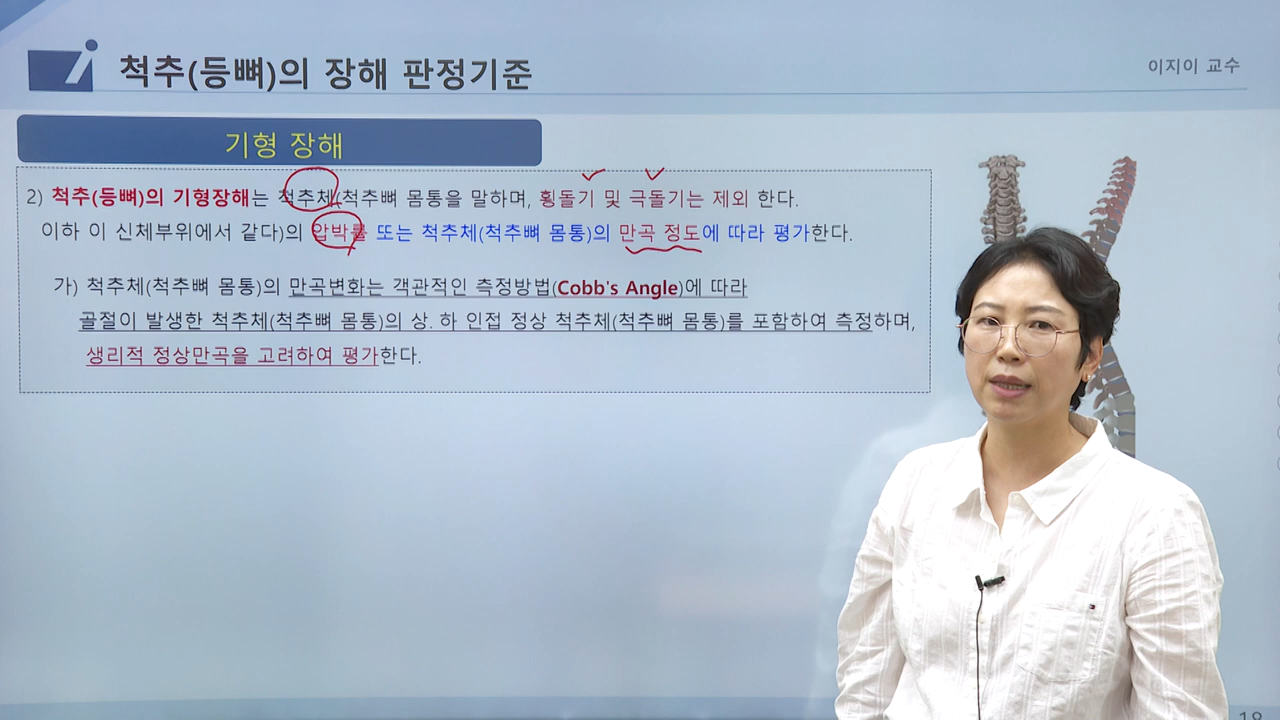 척추(등뼈)의 장해 판정기준
이지이 교수
기형 장해
2) 척추(등뼈)의 기형장해는 척추체(척추뼈 몸통을 말하며, 횡돌기 및 극돌기는 제외 한다.
이하 이 신체부위에서 같다)의 압박률 또는 척추체(척추뼈 몸통)의 만곡 정도에 따라 평가한다.
가) 척추체(척추뼈 몸통)의 만곡변화는 객관적인 측정방법(Cobb's Angle)에 따라
골절이 발생한 척추체(척추뼈 몸통)의 상. 하 인접 정상 척추체(척추뼈 몸통)를 포함하여 측정하며,
생리적 정상만곡을 고려하여 평가한다.